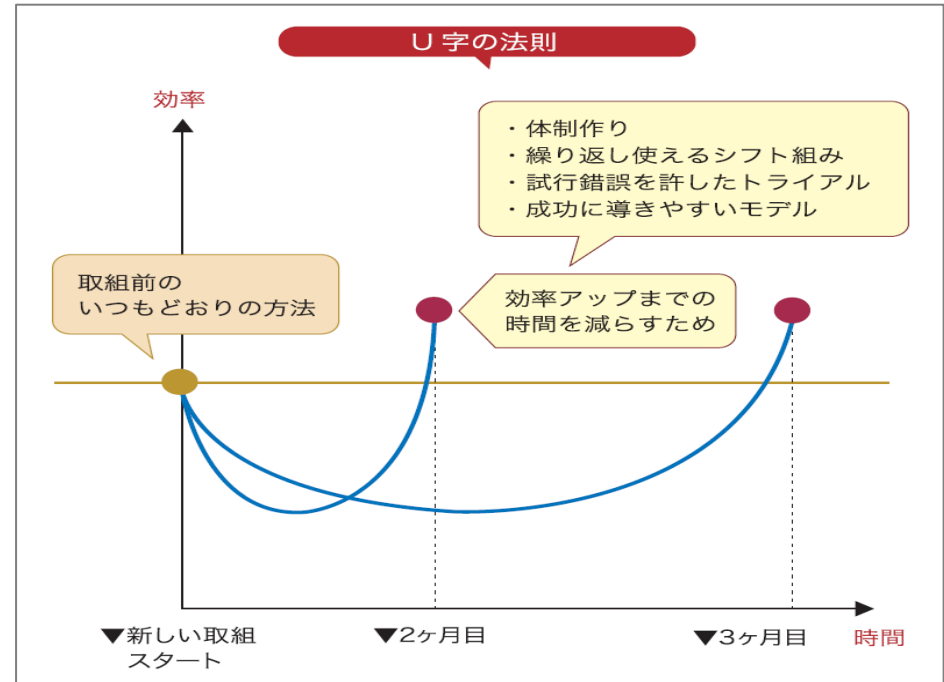 U字の法則
効率
・体制作り
・繰り返し使えるシフト組み
・試行錯誤を許したトライアル
・成功に導きやすいモデル
取組前の
いつもどおりの方法
効率アップまでの
時間を減らすため
▼新しい取組
スタート
▼2ヶ月目
▼3ヶ月目
時間